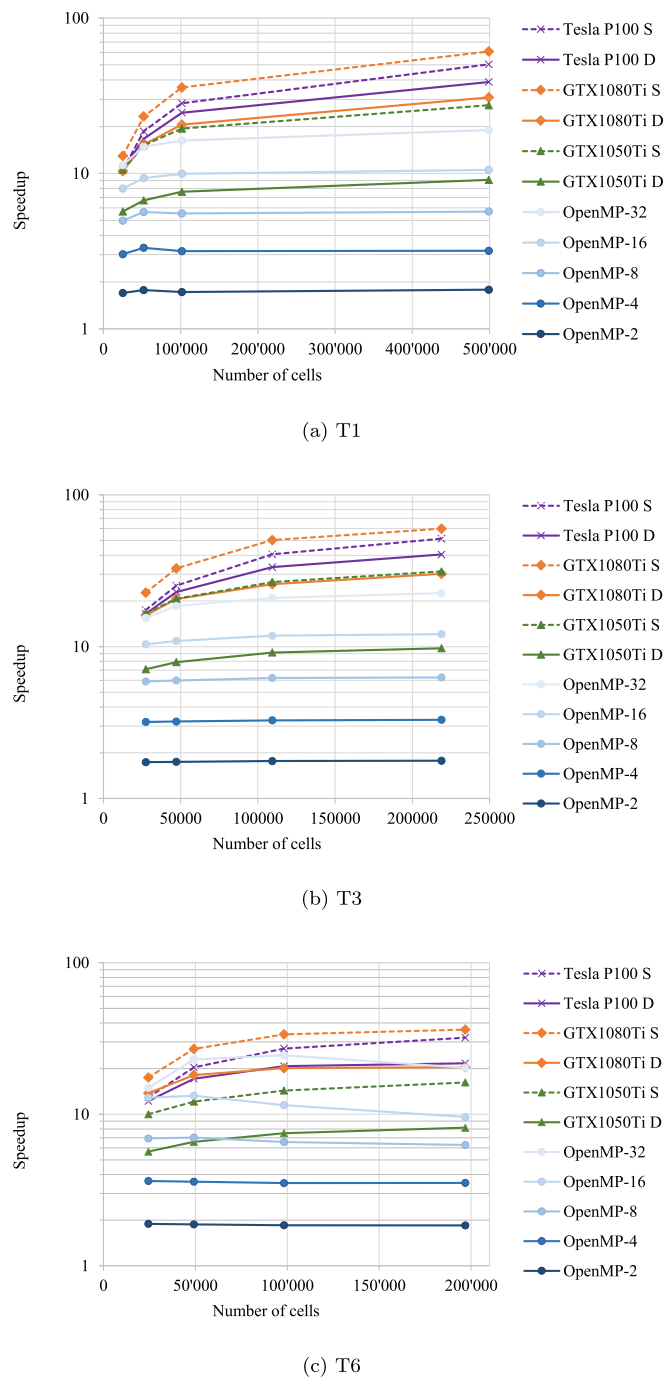 100
10
1
Speedup
0
100'000
200'000
300'000
400'000
500'000
Number of cells
Tesla P100 S
Tesla P100 D
GTX1080Ti S
GTX1080Ti D
GTX1050Ti S
GTX1050Ti D
OpenMP-32
OpenMP-16
OpenMP-8
OpenMP-4
OpenMP-2
(a) T1
100
10
1
Speedup
0
50000
100000
150000
200000
250000
Number of cells
Tesla P100 S
Tesla P100 D
GTX1080Ti S
GTX1080Ti D
GTX1050Ti S
GTX1050Ti D
OpenMP-32
OpenMP-16
OpenMP-8
OpenMP-4
OpenMP-2
(b) T3
100
10
1
Speedup
0
50'000
100'000
150'000
200'000
Number of cells
Tesla P100 S
Tesla P100 D
GTX1080Ti S
GTX1080Ti D
GTX1050Ti S
GTX1050Ti D
OpenMP-32
OpenMP-16
OpenMP-8
OpenMP-4
OpenMP-2
(c) T6